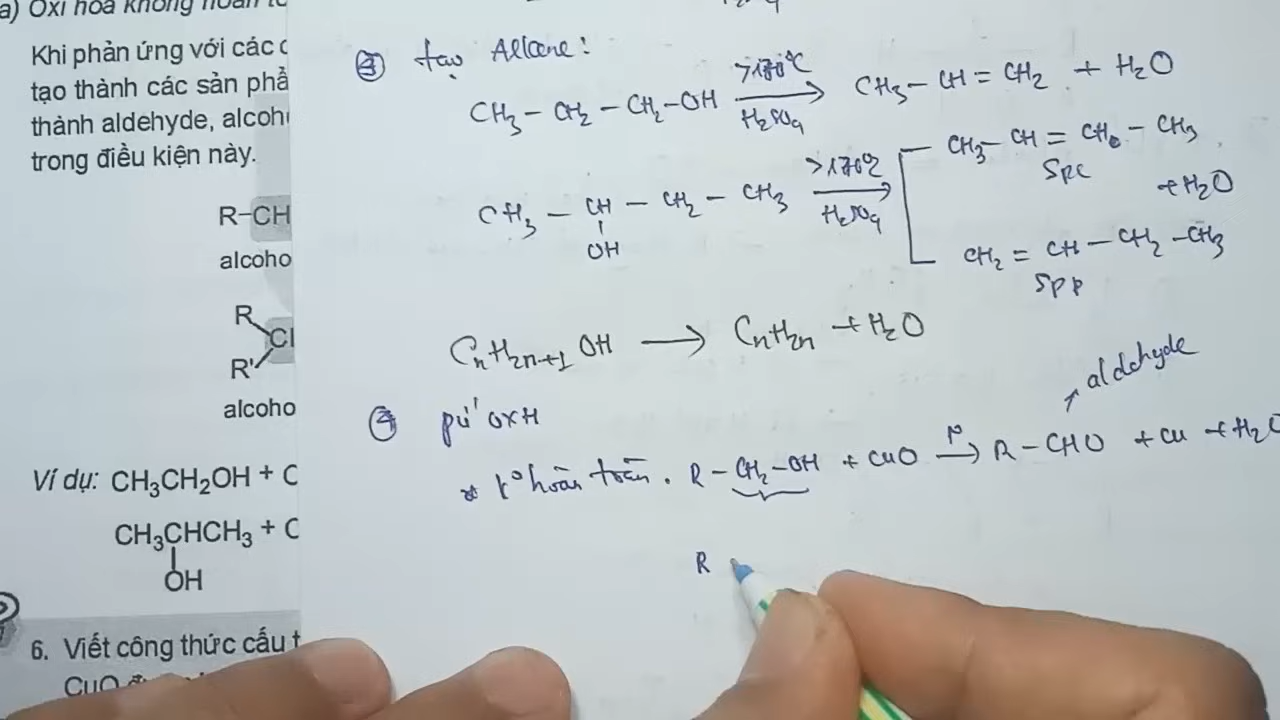 a) Oxi hoá không hoàn to
Khi phản ứng với các c
tạo thành các sản phẩ
thành aldehyde, alcoh
trong điều kiện này.
R–CH
alcoho
R
CI
R'
alcoho
Ví dụ: CH₃CH₂OH + C
CH₃CHCH₃ + C
OH
6. Viết công thức cấu t
CuO
③ tạo Alkene:
CH₃ – CH₂ – CH₂ – OH >170°C H₂SO₄ → CH₃ – CH = CH₂ + H₂O
CH₃ – CH – CH₂ – CH₃ >170°C H₂SO₄ → CH₃ – CH = CH – CH₃
OH
spc
+ H₂O
CH₂ = CH – CH₂ – CH₃
spp
CₙH₂ₙ₊₁OH → CₙH₂ₙ + H₂O
④ pứ oxH
aldehyde
* k° hoàn toàn . R – CH₂ – OH + CuO t° → R – CHO + Cu + H₂O
R